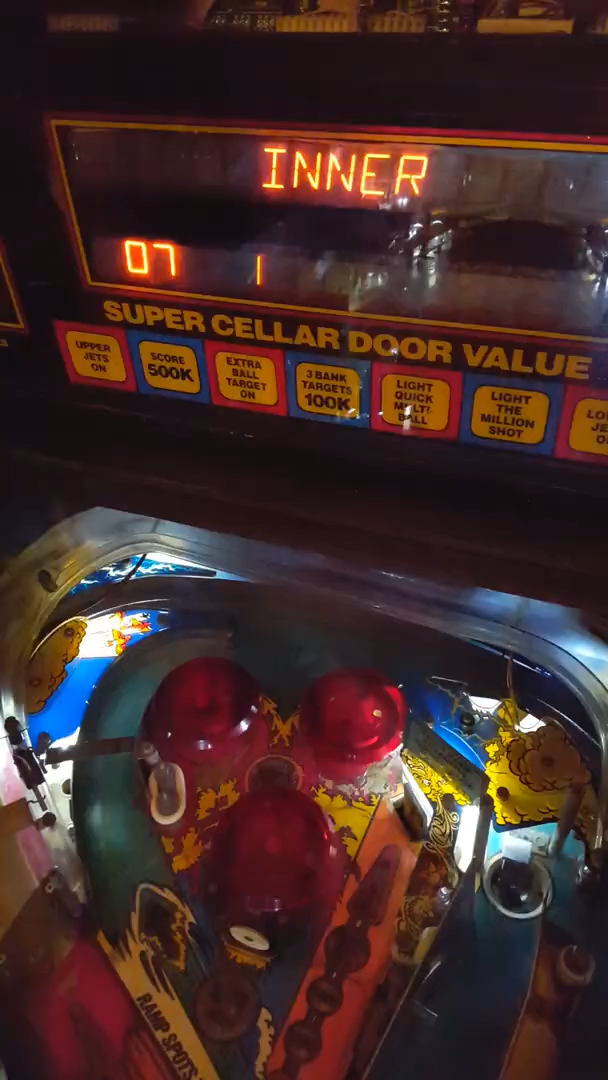 INNER
07 1
SUPER CELLAR DOOR VALUE
UPPER
JETS
ON
SCORE
500K
EXTRA
BALL
TARGET
ON
3 BANK
TARGETS
100K
LIGHT
QUICK
MULTI
BALL
LIGHT
THE
MILLION
SHOT
RAMP SPOTS